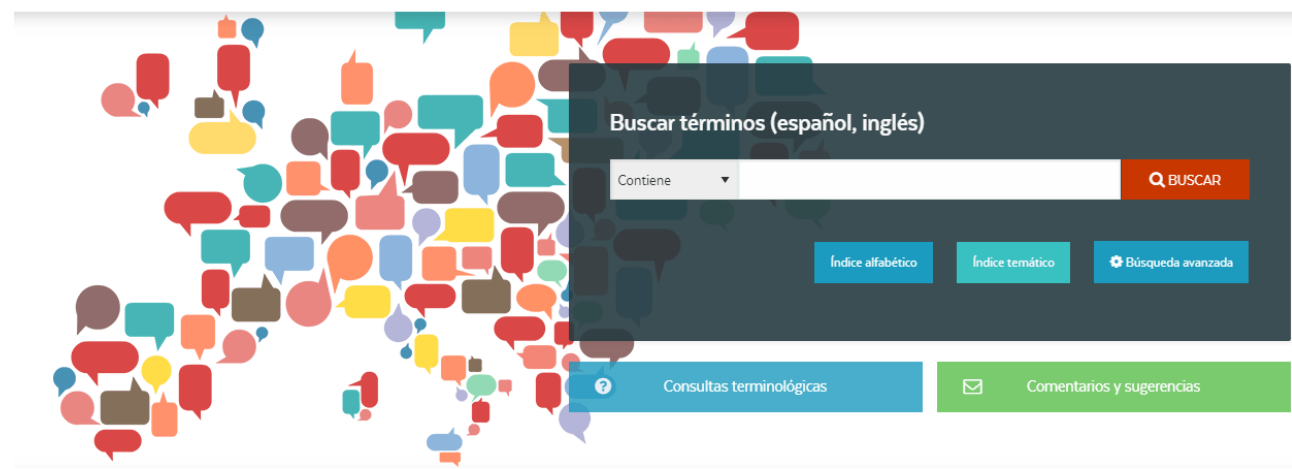 Buscar términos (español, inglés)
Contiene
BUSCAR
Índice alfabético
Índice temático
Búsqueda avanzada
Consultas terminológicas
Comentarios y sugerencias